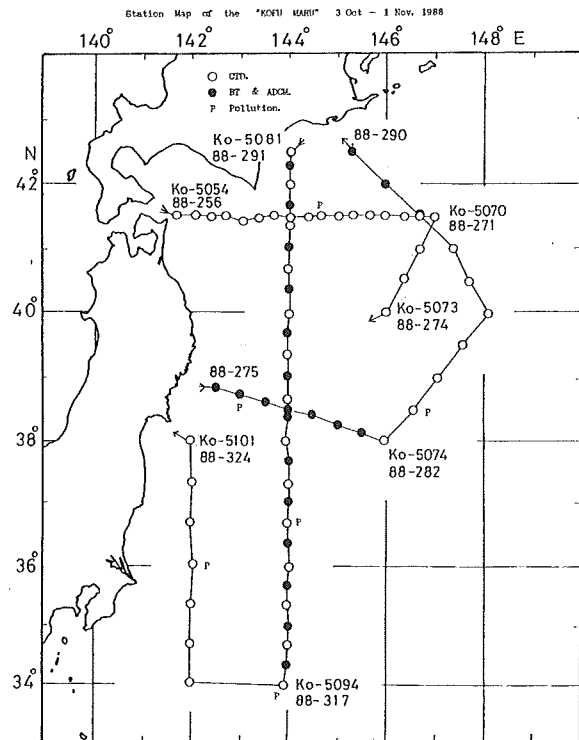 Station Map of the "KOFU MARU" 3 Oct - 1 Nov. 1988
140° 142° 144° 146° 148° E
○ CTD.
● BT & ADCM.
P Pollution.
Ko-5081
88-291
88-290
N
42°
Ko-5054
88-256
P
Ko-5070
88-271
40°
Ko-5073
88-274
88-275
P
P
38°
Ko-5101
88-324
Ko-5074
88-282
P
36°
P
34°
Ko-5094
88-317
P